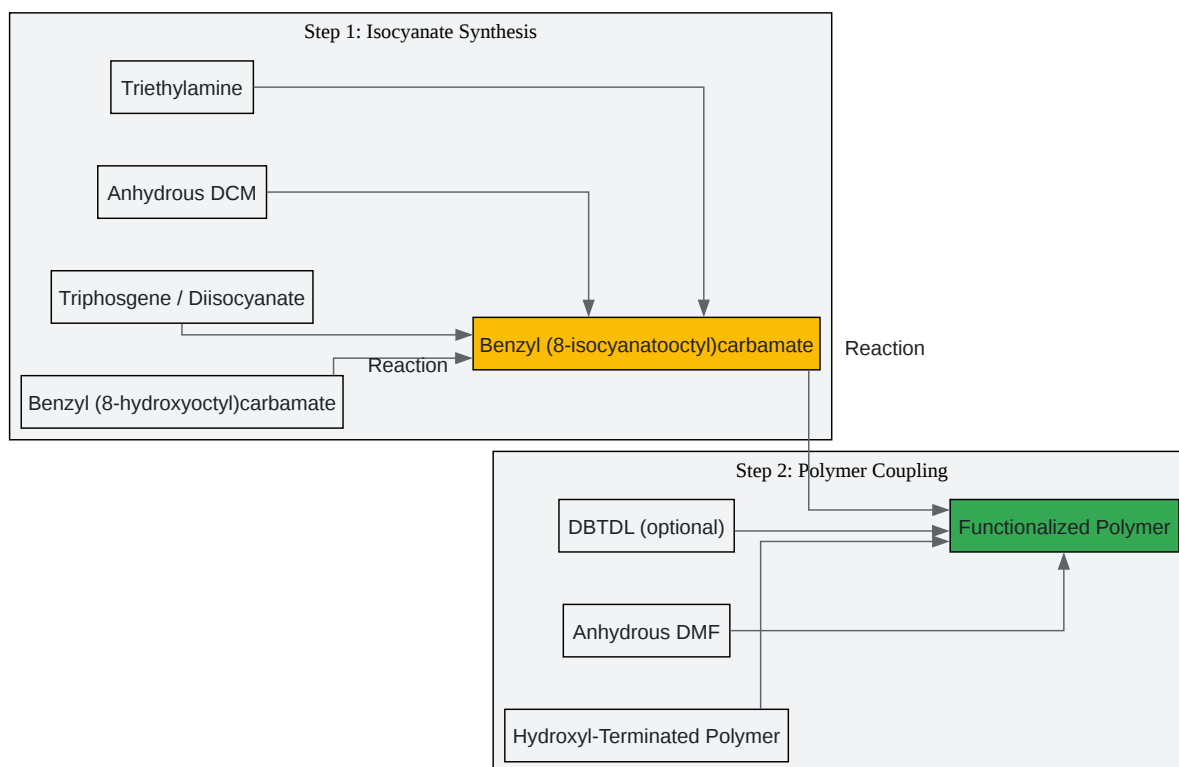 Step 1: Isocyanate Synthesis
Triethylamine
Anhydrous DCM
Triphosgene / Diisocyanate
Benzyl (8-isocyanatooctyl)carbamate
Reaction
Reaction
Benzyl (8-hydroxyoctyl)carbamate
Step 2: Polymer Coupling
DBTDL (optional)
Functionalized Polymer
Anhydrous DMF
Hydroxyl-Terminated Polymer